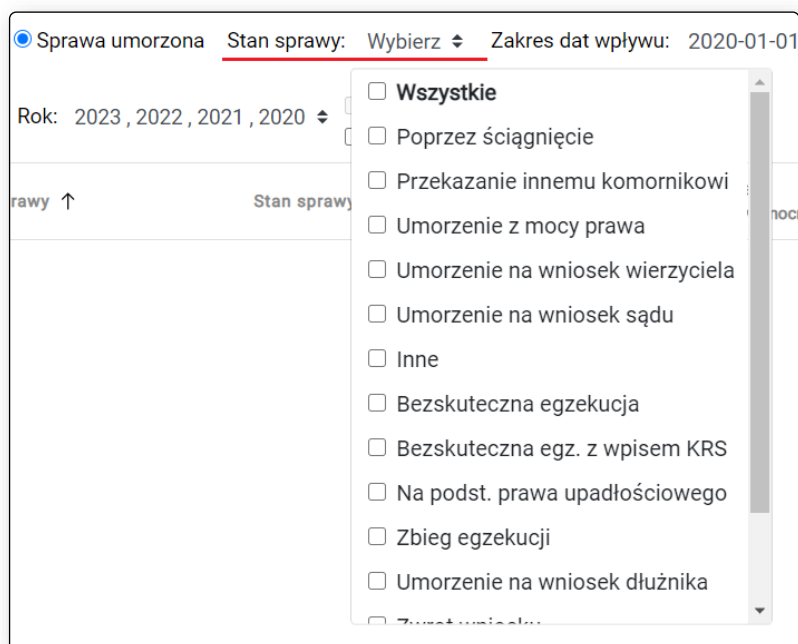 Sprawa umorzona Stan sprawy: Wybierz Zakres dat wpływu: 2020-01-01
Rok: 2023 , 2022 , 2021 , 2020
rawy ↑ Stan sprawy
Wszystkie
Poprzez ściągnięcie
Przekazanie innemu komornikowi
Umorzenie z mocy prawa
Umorzenie na wniosek wierzyciela
Umorzenie na wniosek sądu
Inne
Bezskuteczna egzekucja
Bezskuteczna egz. z wpisem KRS
Na podst. prawa upadłościowego
Zbieg egzekucji
Umorzenie na wniosek dłużnika